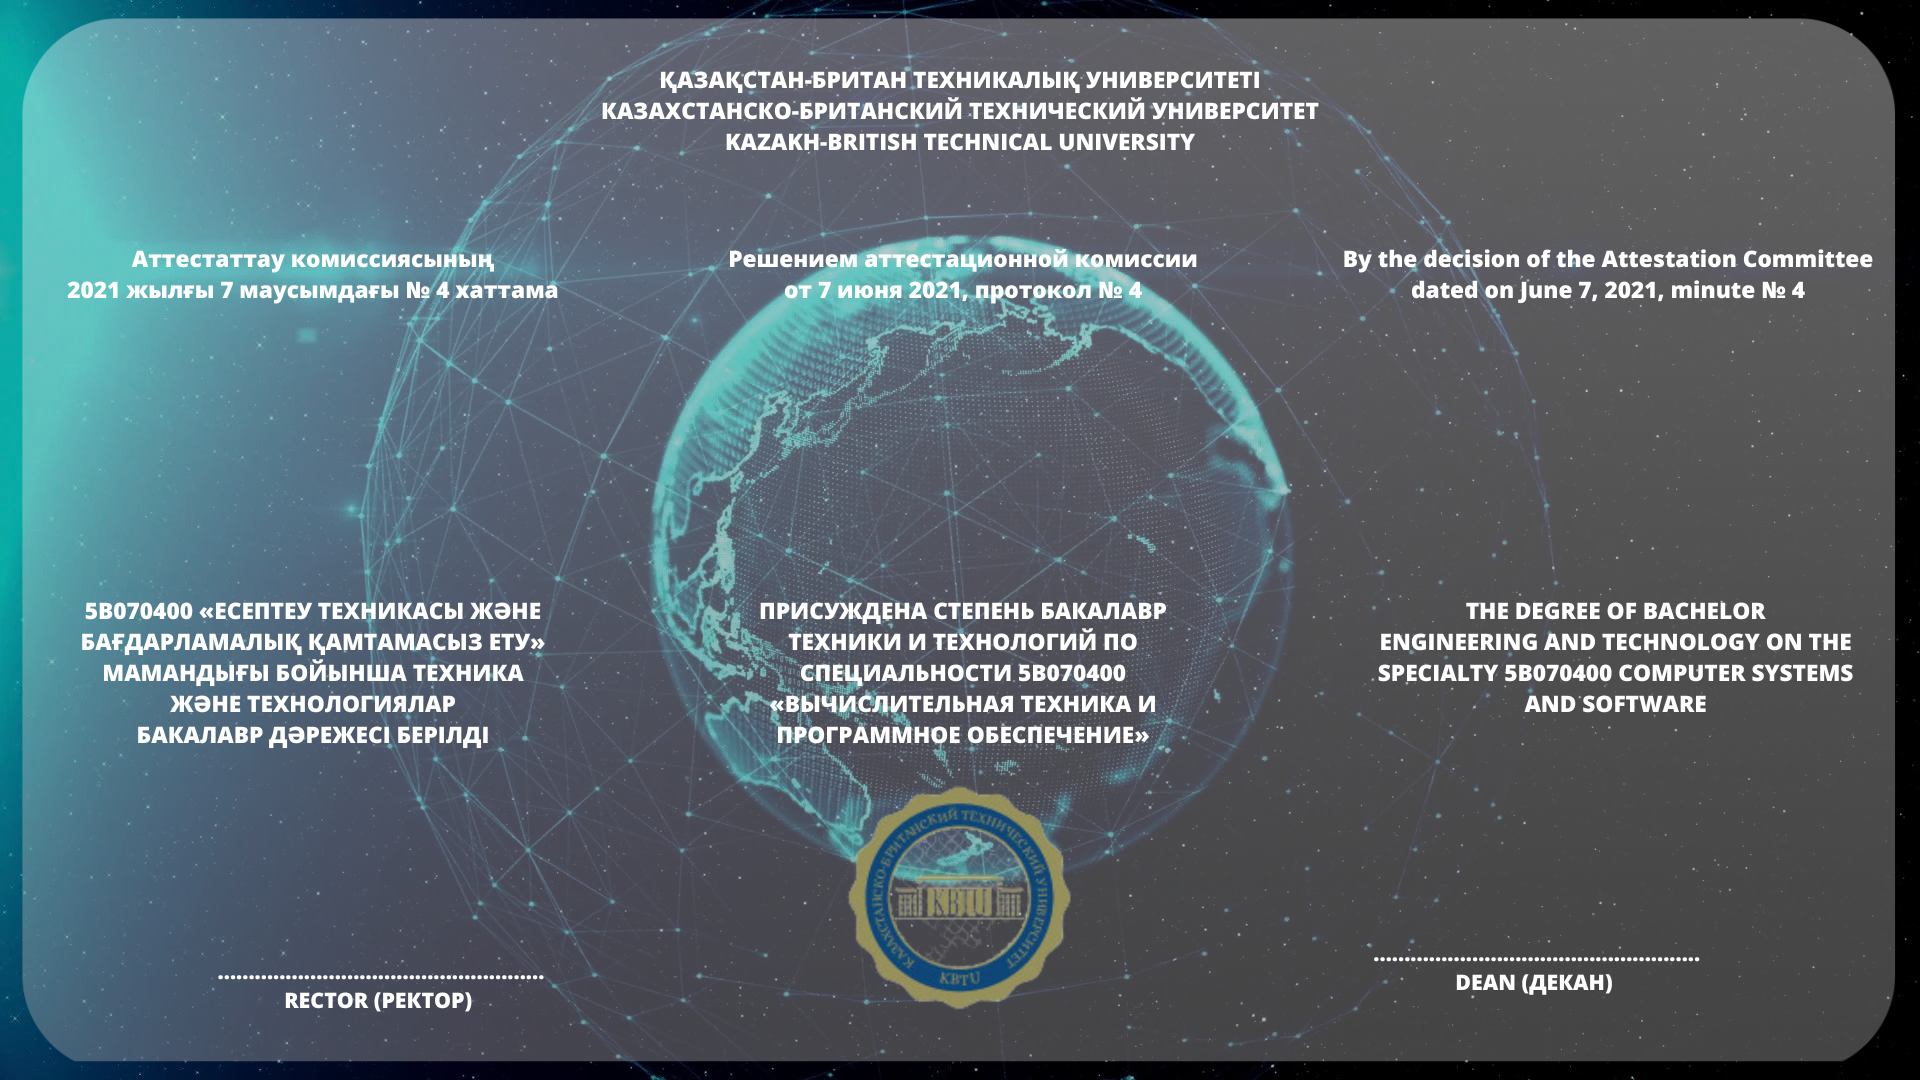 ҚАЗАҚСТАН-БРИТАН ТЕХНИКАЛЫҚ УНИВЕРСИТЕТІ
КАЗАХСТАНСКО-БРИТАНСКИЙ ТЕХНИЧЕСКИЙ УНИВЕРСИТЕТ
KAZAKH-BRITISH TECHNICAL UNIVERSITY
Аттестаттау комиссиясының
2021 жылғы 7 маусымдағы № 4 хаттама
Решением аттестационной комиссии
от 7 июня 2021, протокол № 4
By the decision of the Attestation Committee
dated on June 7, 2021, minute № 4
5B070400 «ЕСЕПТЕУ ТЕХНИКАСЫ ЖӘНЕ
БАҒДАРЛАМАЛЫҚ ҚАМТАМАСЫЗ ЕТУ»
МАМАНДЫҒЫ БОЙЫНША ТЕХНИКА
ЖӘНЕ ТЕХНОЛОГИЯЛАР
БАКАЛАВР ДӘРЕЖЕСІ БЕРІЛДІ
ПРИСУЖДЕНА СТЕПЕНЬ БАКАЛАВР
ТЕХНИКИ И ТЕХНОЛОГИЙ ПО
СПЕЦИАЛЬНОСТИ 5B070400
«ВЫЧИСЛИТЕЛЬНАЯ ТЕХНИКА И
ПРОГРАММНОЕ ОБЕСПЕЧЕНИЕ»
THE DEGREE OF BACHELOR
ENGINEERING AND TECHNOLOGY ON THE
SPECIALTY 5B070400 COMPUTER SYSTEMS
AND SOFTWARE
КАЗАХСТАНСКО-БРИТАНСКИЙ ТЕХНИЧЕСКИЙ УНИВЕРСИТЕТ
KBTU
KBTU
.....................................................
RECTOR (РЕКТОР)
.....................................................
DEAN (ДЕКАН)